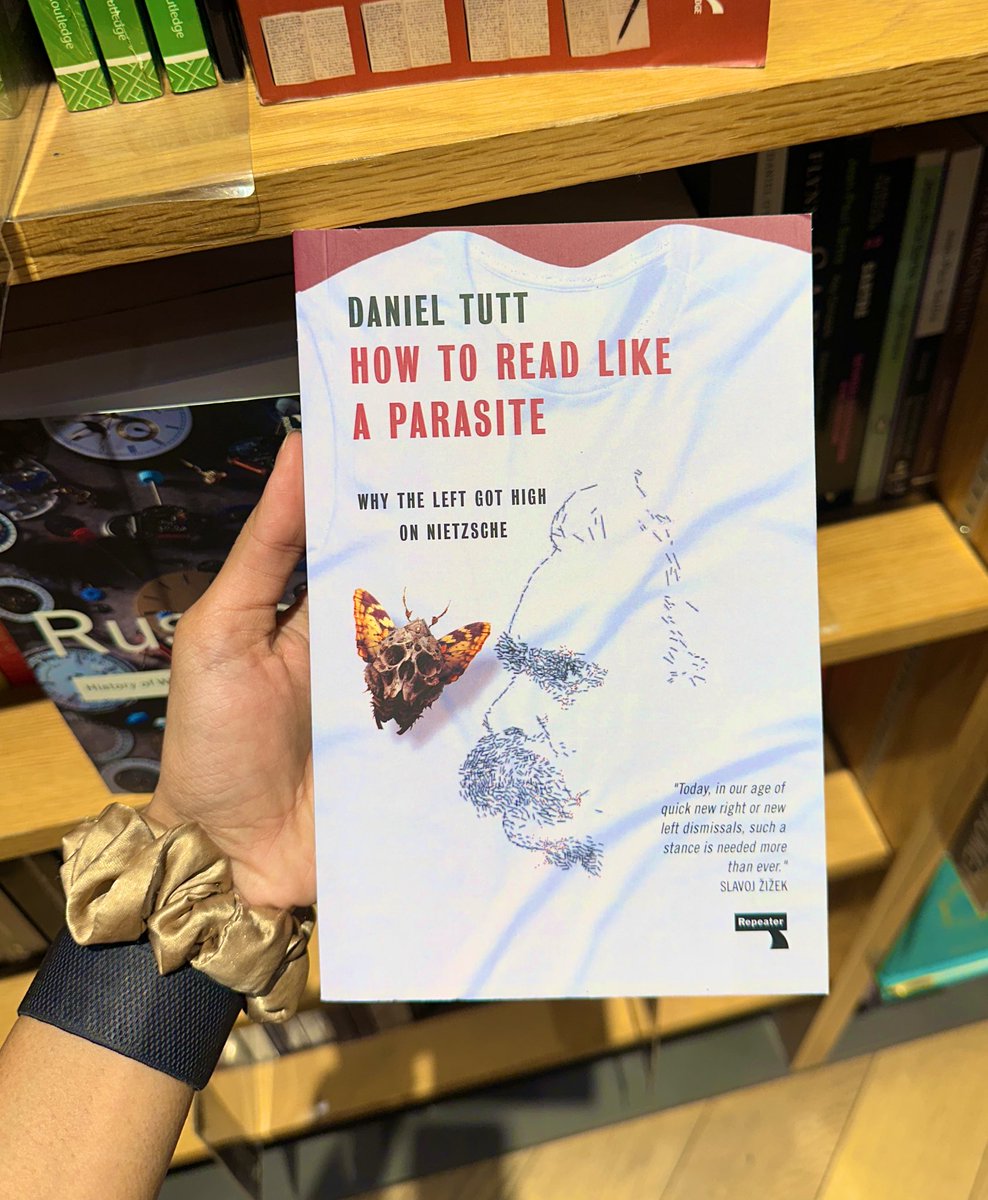 Routledge
DANIEL TUTT
HOW TO READ LIKE
A PARASITE
WHY THE LEFT GOT HIGH
ON NIETZSCHE
"Today, in our age of
quick new right or new
left dismissals, such a
stance is needed more
than ever."
SLAVOJ ŽIŽEK
Repeater
History of